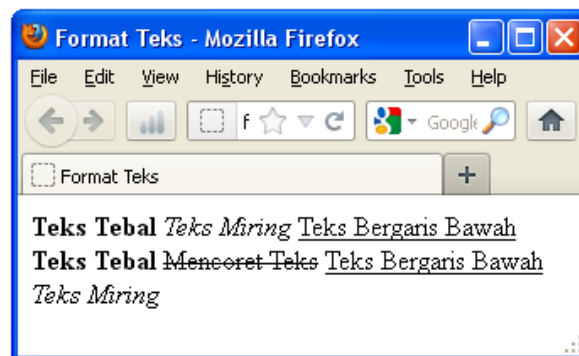 Format Teks - Mozilla Firefox
File Edit View History Bookmarks Tools Help
f Google
Format Teks
Teks Tebal Teks Miring Teks Bergaris Bawah
Teks Tebal Mencoret Teks Teks Bergaris Bawah
Teks Miring